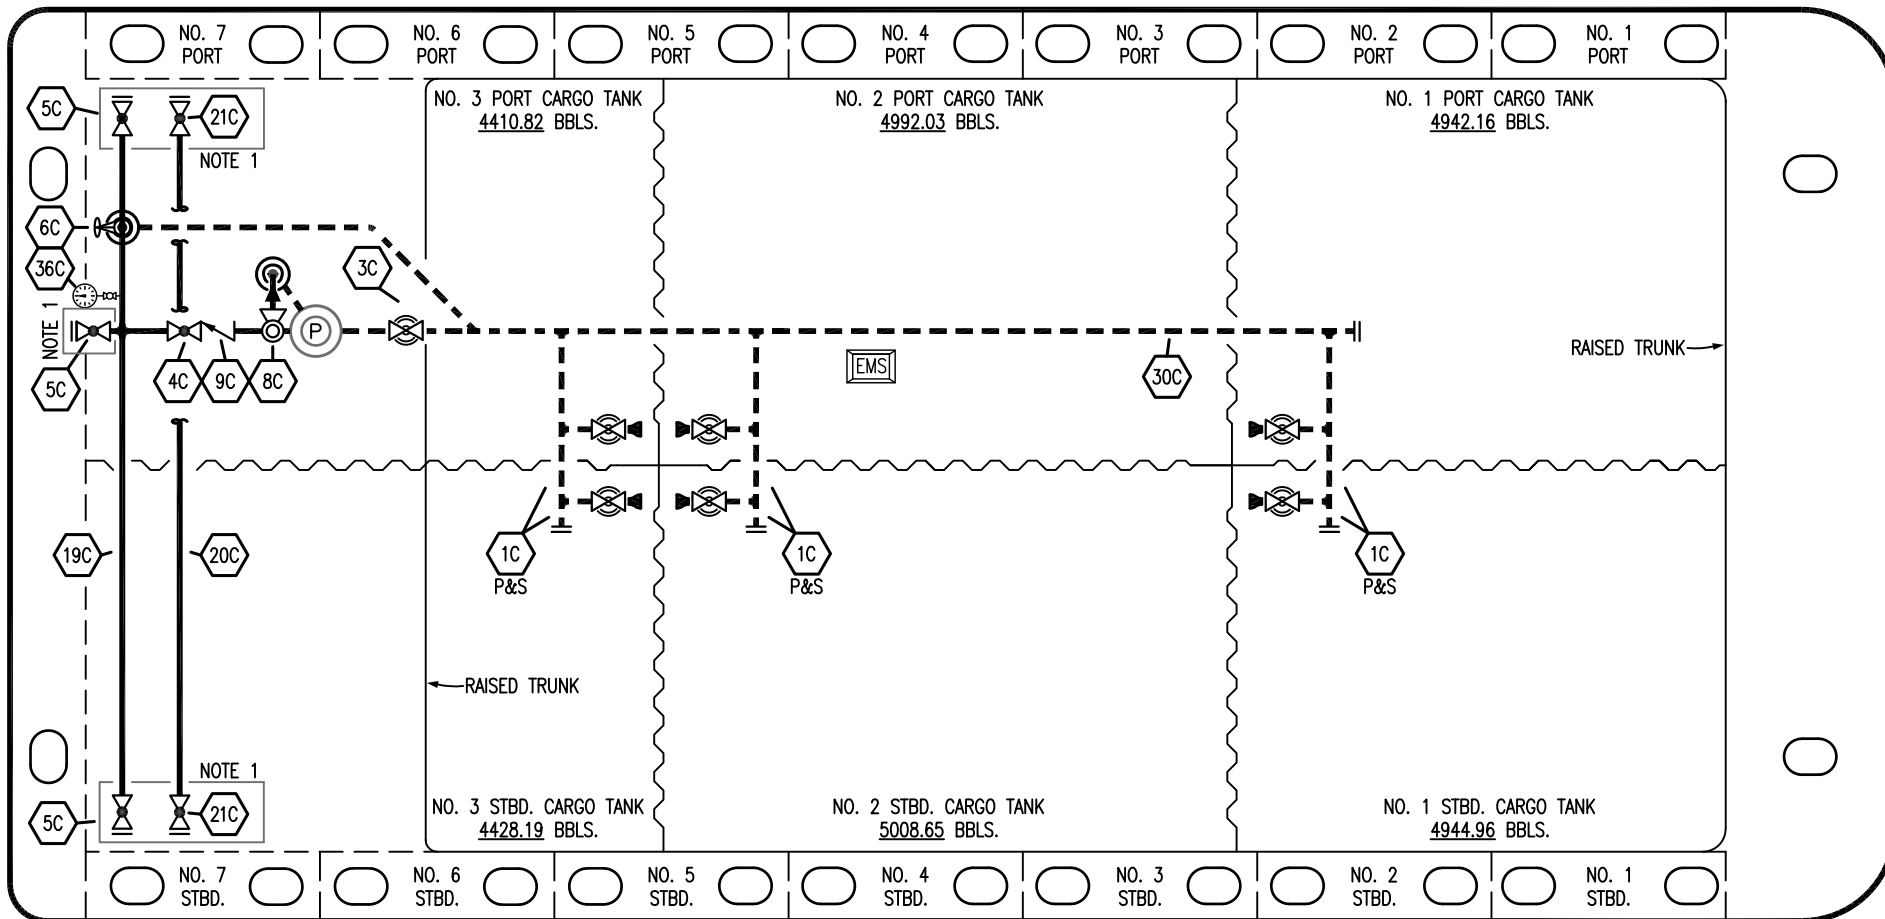 NO. 7
PORT
NO. 6
PORT
NO. 5
PORT
NO. 4
PORT
NO. 3
PORT
NO. 2
PORT
NO. 1
PORT
5C
21C
NOTE 1
NO. 3 PORT CARGO TANK
4410.82 BBLS.
NO. 2 PORT CARGO TANK
4992.03 BBLS.
NO. 1 PORT CARGO TANK
4942.16 BBLS.
6C
36C
3C
NOTE 1
P
5C
4C
9C
8C
EMS
30C
RAISED TRUNK
19C
20C
1C
P&S
1C
P&S
1C
P&S
RAISED TRUNK
NOTE 1
5C
21C
NO. 3 STBD. CARGO TANK
4428.19 BBLS.
NO. 2 STBD. CARGO TANK
5008.65 BBLS.
NO. 1 STBD. CARGO TANK
4944.96 BBLS.
NO. 7
STBD.
NO. 6
STBD.
NO. 5
STBD.
NO. 4
STBD.
NO. 3
STBD.
NO. 2
STBD.
NO. 1
STBD.